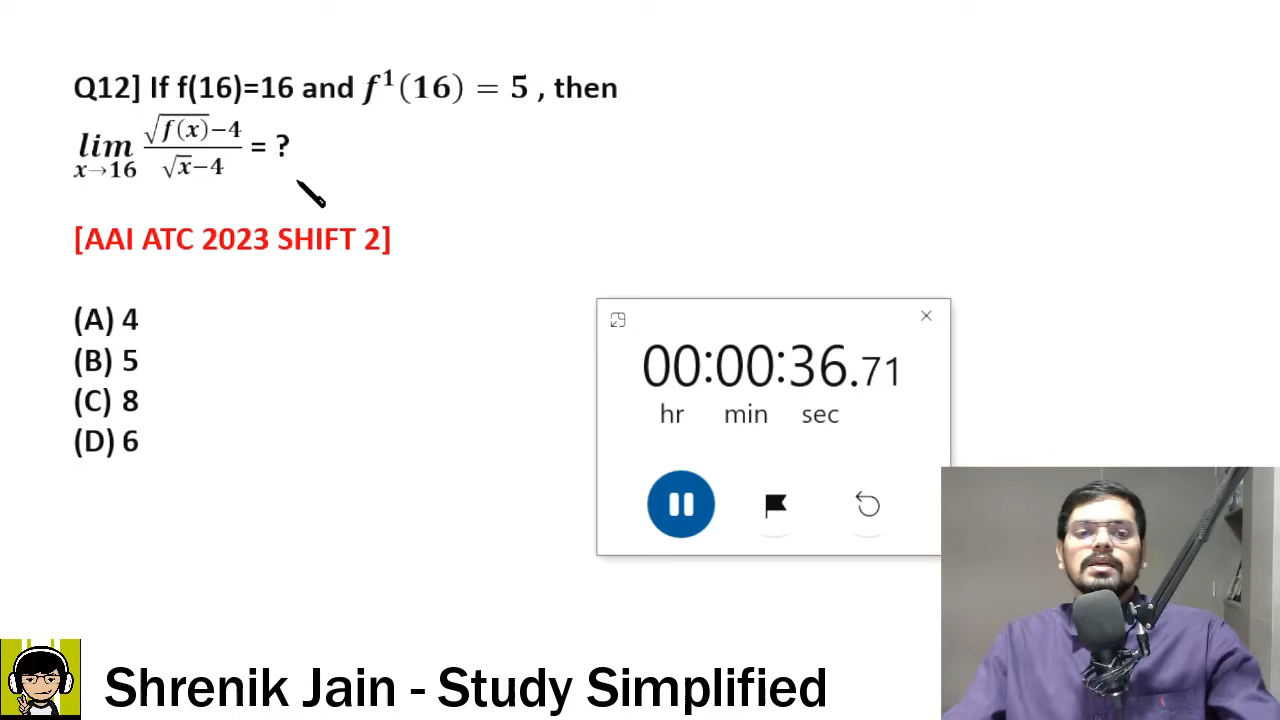 Q12] If f(16)=16 and f¹(16) = 5 , then
lim x→16 √f(x)−4 / √x−4 = ?
[AAI ATC 2023 SHIFT 2]
(A) 4
(B) 5
(C) 8
(D) 6
00:00:36.71
hr min sec
Shrenik Jain - Study Simplified